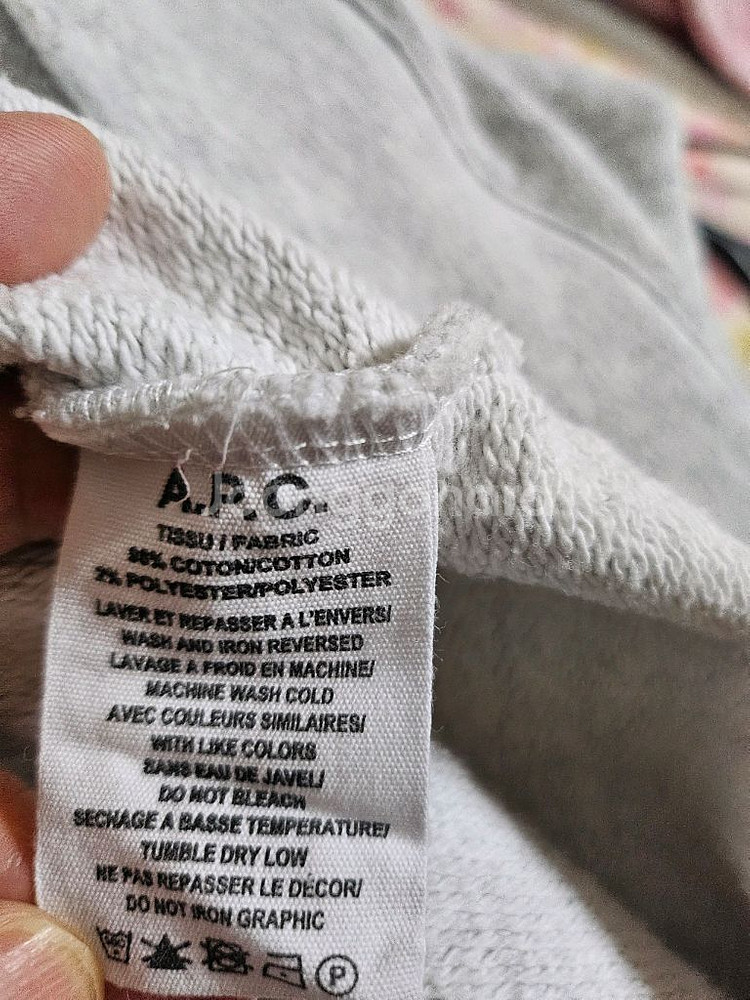 A.P.C.
TISSU / FABRIC
98% COTON/COTTON
2% POLYESTER/POLYESTER
LAVER ET REPASSER A L'ENVERS/
WASH AND IRON REVERSED
LAVAGE A FROID EN MACHINE/
MACHINE WASH COLD
AVEC COULEURS SIMILAIRES/
WITH LIKE COLORS
SANS EAU DE JAVEL/
DO NOT BLEACH
SECHAGE A BASSE TEMPERATURE/
TUMBLE DRY LOW
NE PAS REPASSER LE DÉCOR/
DO NOT IRON GRAPHIC
P